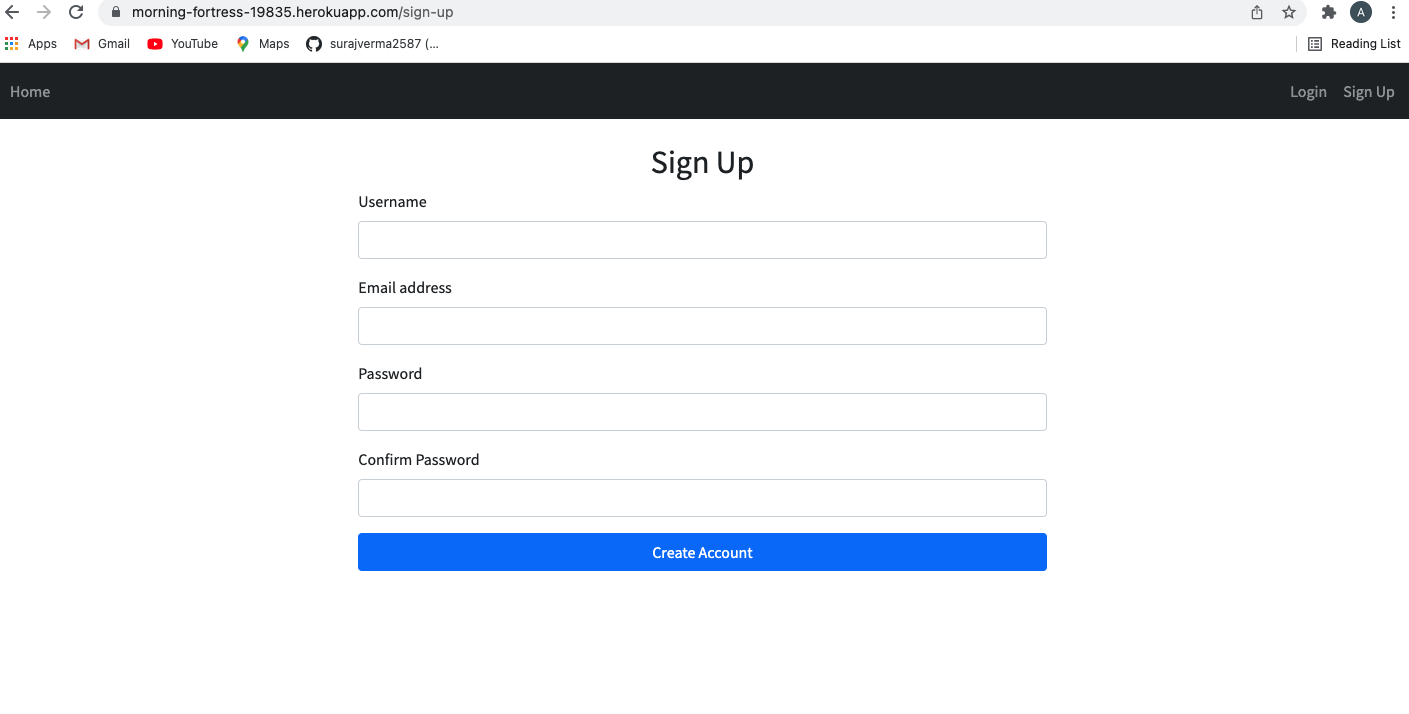 morning-fortress-19835.herokuapp.com/sign-up
A
Apps Gmail YouTube Maps surajverma2587 (... Reading List
Home Login Sign Up
Sign Up
Username
Email address
Password
Confirm Password
Create Account